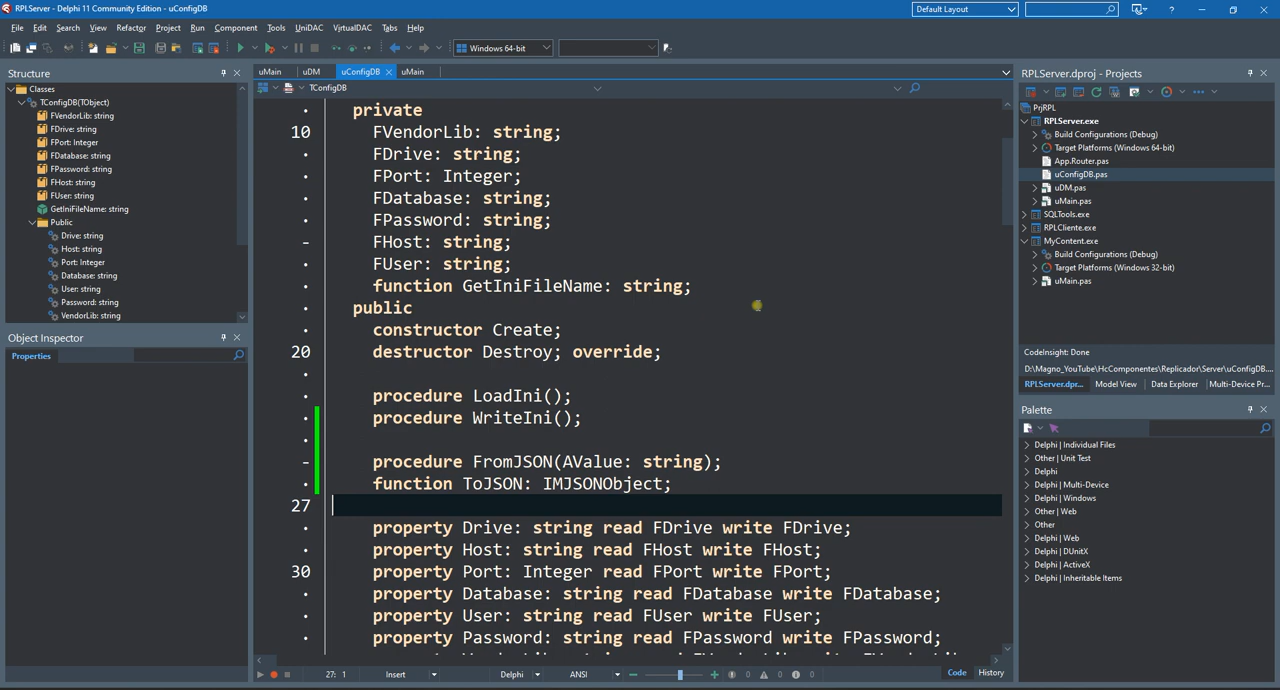 RPLServer - Delphi 11 Community Edition - uConfigDB
Default Layout
File Edit Search View Refactor Project Run Component Tools UniDAC VirtualDAC Tabs Help
Windows 64-bit
Structure
Classes
TConfigDB(TObject)
FVendorLib: string
FDrive: string
FPort: Integer
FDatabase: string
FPassword: string
FHost: string
FUser: string
GetIniFileName: string
Public
Drive: string
Host: string
Port: Integer
Database: string
User: string
Password: string
VendorLib: string
Object Inspector
Properties
uMain uDM uConfigDB uMain
TConfigDB
private
10 FVendorLib: string;
FDrive: string;
FPort: Integer;
FDatabase: string;
FPassword: string;
FHost: string;
FUser: string;
function GetIniFileName: string;
public
constructor Create;
20 destructor Destroy; override;
procedure LoadIni();
procedure WriteIni();
procedure FromJSON(AValue: string);
function ToJSON: IMJSONObject;
27
property Drive: string read FDrive write FDrive;
property Host: string read FHost write FHost;
30 property Port: Integer read FPort write FPort;
property Database: string read FDatabase write FDatabase;
property User: string read FUser write FUser;
property Password: string read FPassword write FPassword;
27: 1 Insert Delphi ANSI 0 0 0 Code History
RPLServer.dproj - Projects
PrjRPL
RPLServer.exe
Build Configurations (Debug)
Target Platforms (Windows 64-bit)
App.Router.pas
uConfigDB.pas
uDM.pas
uMain.pas
SQLTools.exe
RPLCliente.exe
MyContent.exe
Build Configurations (Debug)
Target Platforms (Windows 32-bit)
uMain.pas
CodeInsight: Done
D:\Magno_YouTube\HcComponentes\Replicador\Server\uConfigDB....
RPLServer.dpr... Model View Data Explorer Multi-Device Pr...
Palette
Delphi | Individual Files
Other | Unit Test
Delphi
Delphi | Multi-Device
Delphi | Windows
Other | Web
Other
Delphi | Web
Delphi | DUnitX
Delphi | ActiveX
Delphi | Inheritable Items